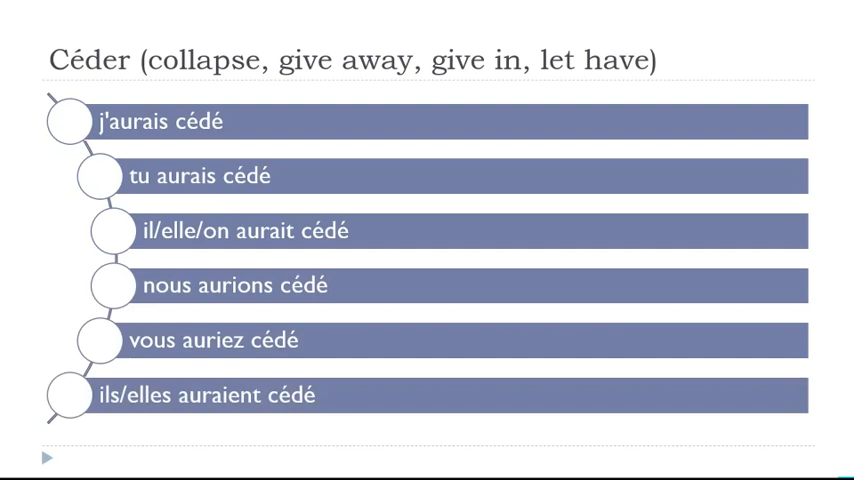 Céder (collapse, give away, give in, let have)
j'aurais cédé
tu aurais cédé
il/elle/on aurait cédé
nous aurions cédé
vous auriez cédé
ils/elles auraient cédé